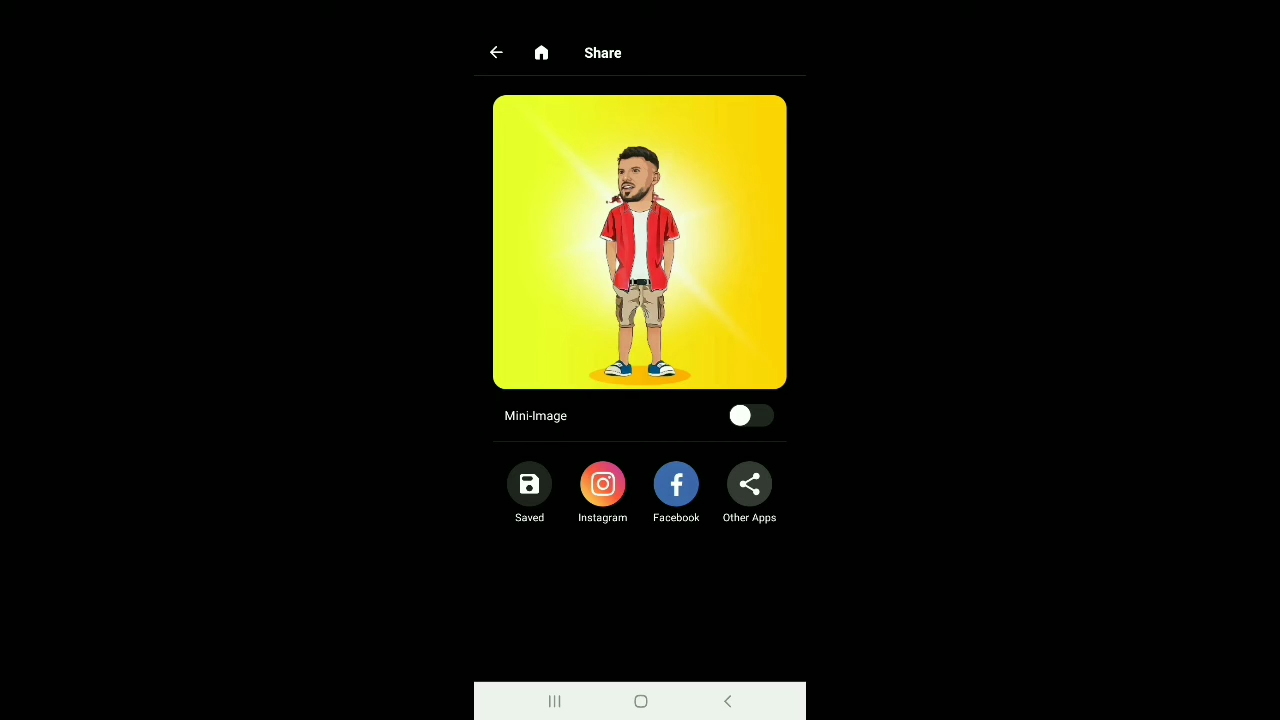 Share
Mini-Image
Saved
Instagram
Facebook
Other Apps